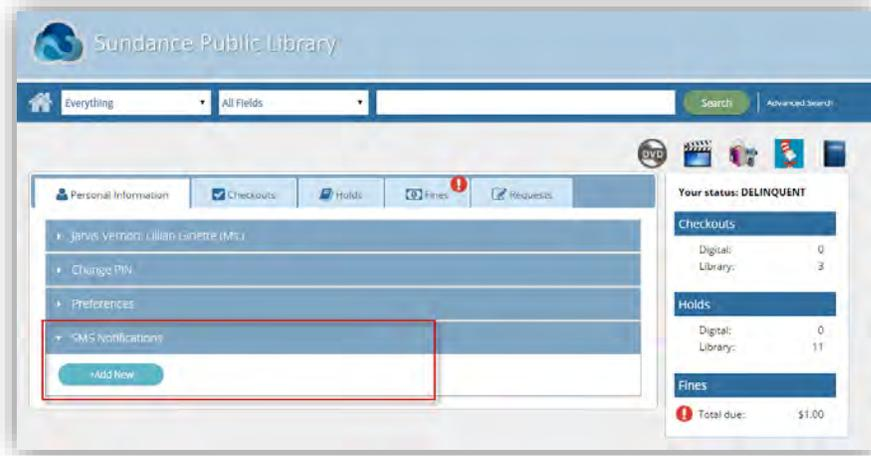 Sundance Public Library
Everything All Fields Search Advanced Search
DVD
Personal Information Checkouts Holds Fines Requests
Jarvis Vernon, Lillian Ginette (Ms.)
Change PIN
Preferences
SMS Notifications
+Add New
Your status: DELINQUENT
Checkouts
Digital: 0
Library: 3
Holds
Digital: 0
Library: 11
Fines
Total due: $1.00